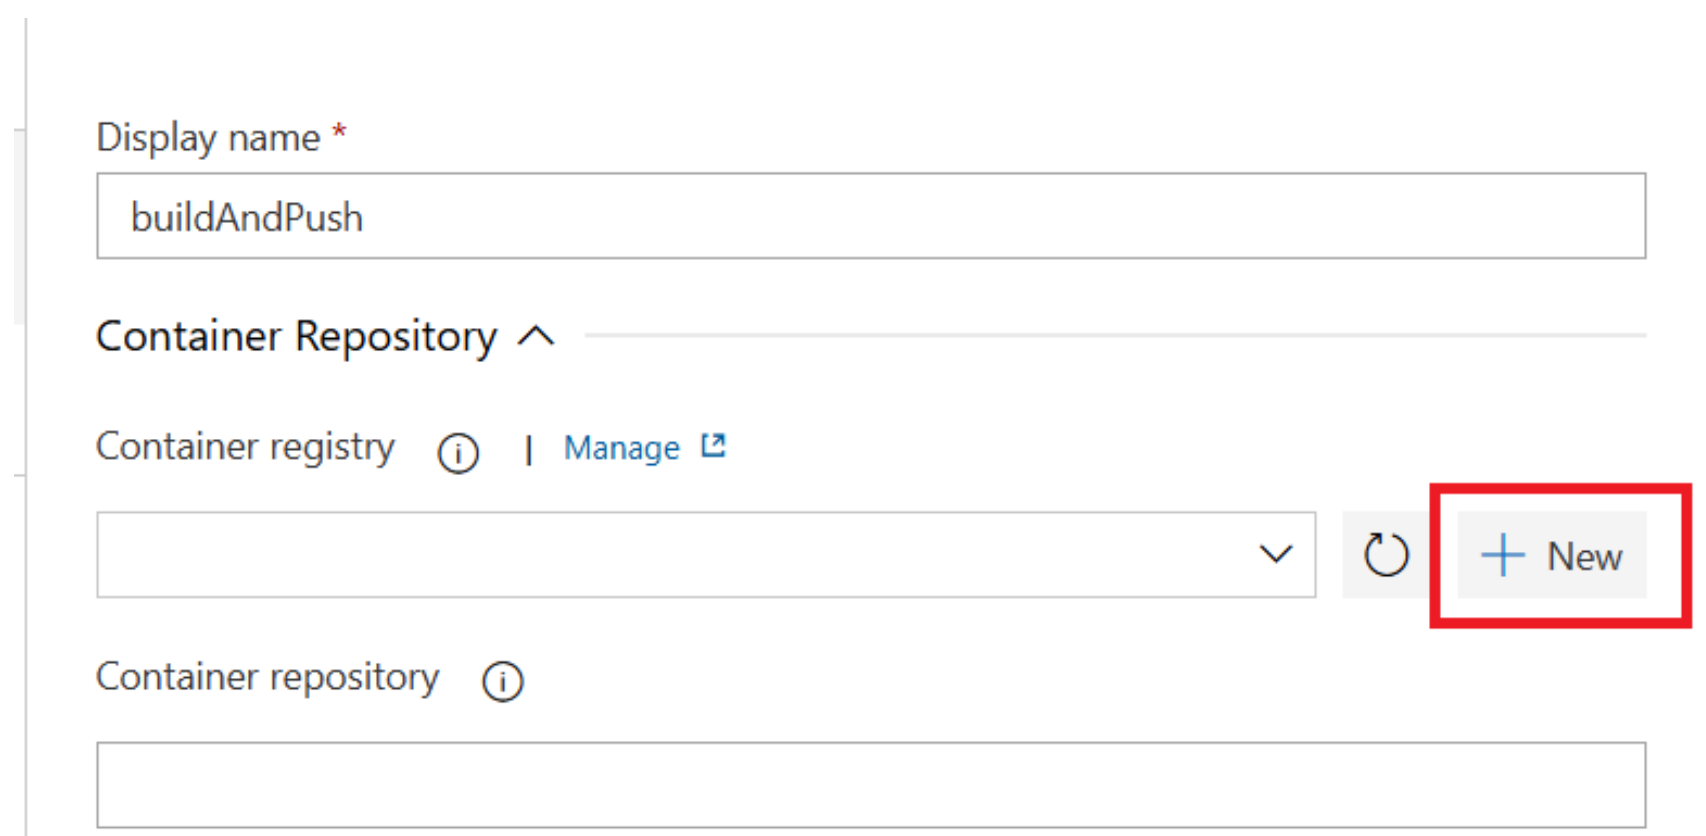 Display name *
buildAndPush
Container Repository
Container registry | Manage
New
Container repository